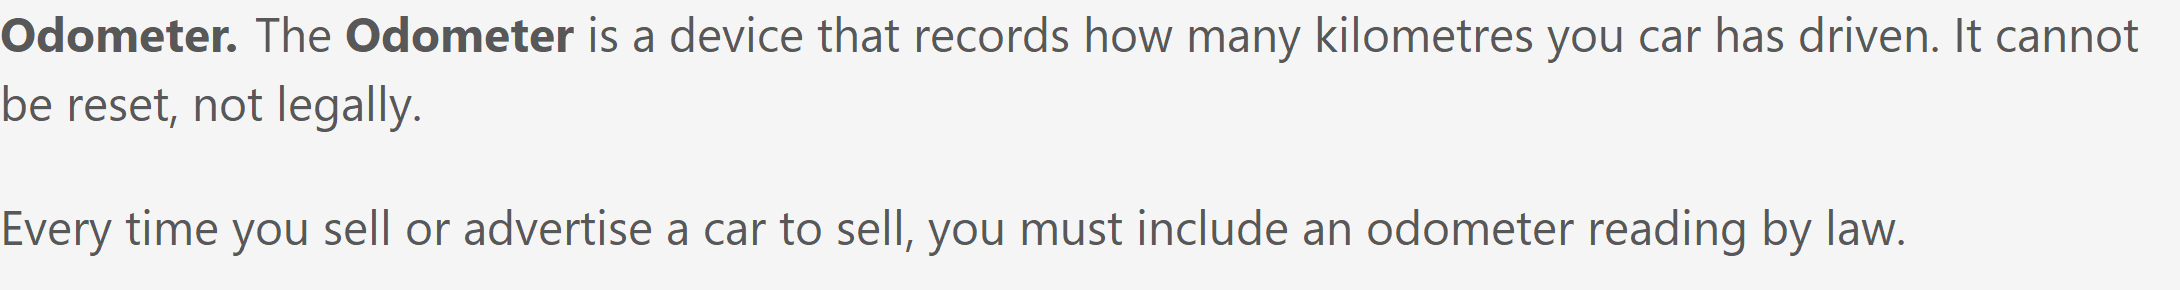 Odometer. The Odometer is a device that records how many kilometres you car has driven. It cannot
be reset, not legally.
Every time you sell or advertise a car to sell, you must include an odometer reading by law.